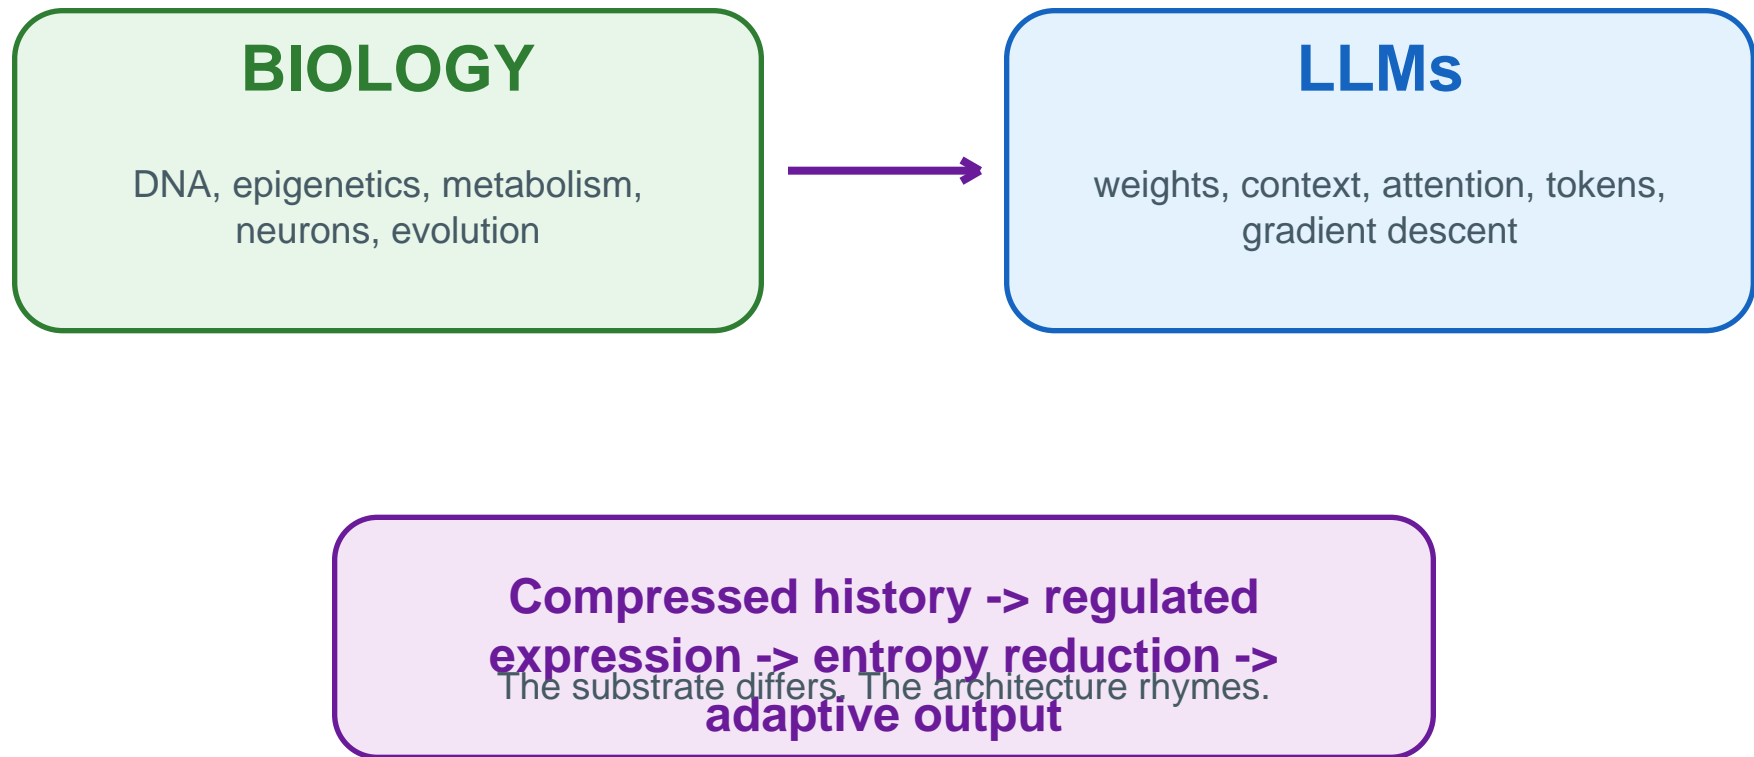 BIOLOGY
DNA, epigenetics, metabolism,
neurons, evolution
LLMs
weights, context, attention, tokens,
gradient descent
Compressed history -> regulated
expression -> entropy reduction ->
The substrate differs. The architecture rhymes.
adaptive output